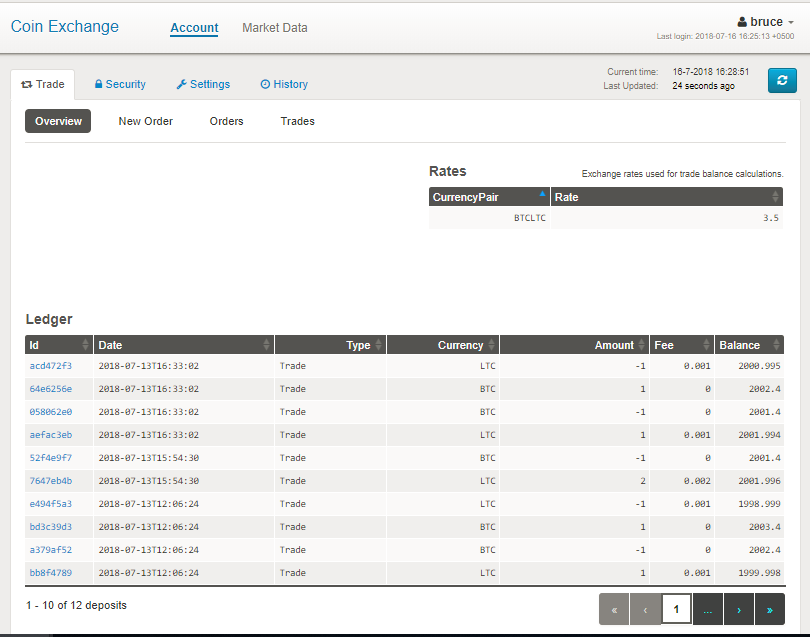 Coin Exchange Account Market Data bruce
Last login: 2018-07-16 16:25:13 +0500
Trade Security Settings History
Current time: 16-7-2018 16:28:51
Last Updated: 24 seconds ago
Overview New Order Orders Trades
Rates Exchange rates used for trade balance calculations.
CurrencyPair Rate
BTCLTC 3.5
Ledger
Id Date Type Currency Amount Fee Balance
acd472f3 2018-07-13T16:33:02 Trade LTC -1 0.001 2000.995
64e6256e 2018-07-13T16:33:02 Trade BTC 1 0 2002.4
058062e0 2018-07-13T16:33:02 Trade BTC -1 0 2001.4
aefac3eb 2018-07-13T16:33:02 Trade LTC 1 0.001 2001.994
52f4e9f7 2018-07-13T15:54:30 Trade BTC -1 0 2001.4
7647eb4b 2018-07-13T15:54:30 Trade LTC 2 0.002 2001.996
e494f5a3 2018-07-13T12:06:24 Trade LTC -1 0.001 1998.999
bd3c39d3 2018-07-13T12:06:24 Trade BTC 1 0 2003.4
a379af52 2018-07-13T12:06:24 Trade BTC -1 0 2002.4
bb8f4789 2018-07-13T12:06:24 Trade LTC 1 0.001 1999.998
1 - 10 of 12 deposits « ‹ 1 ... › »